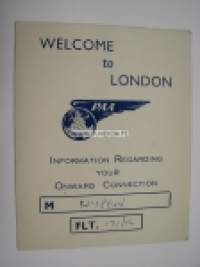 WELCOME
to
LONDON
PAA
INFORMATION REGARDING
YOUR
ONWARD CONNECTION
M
FLT.